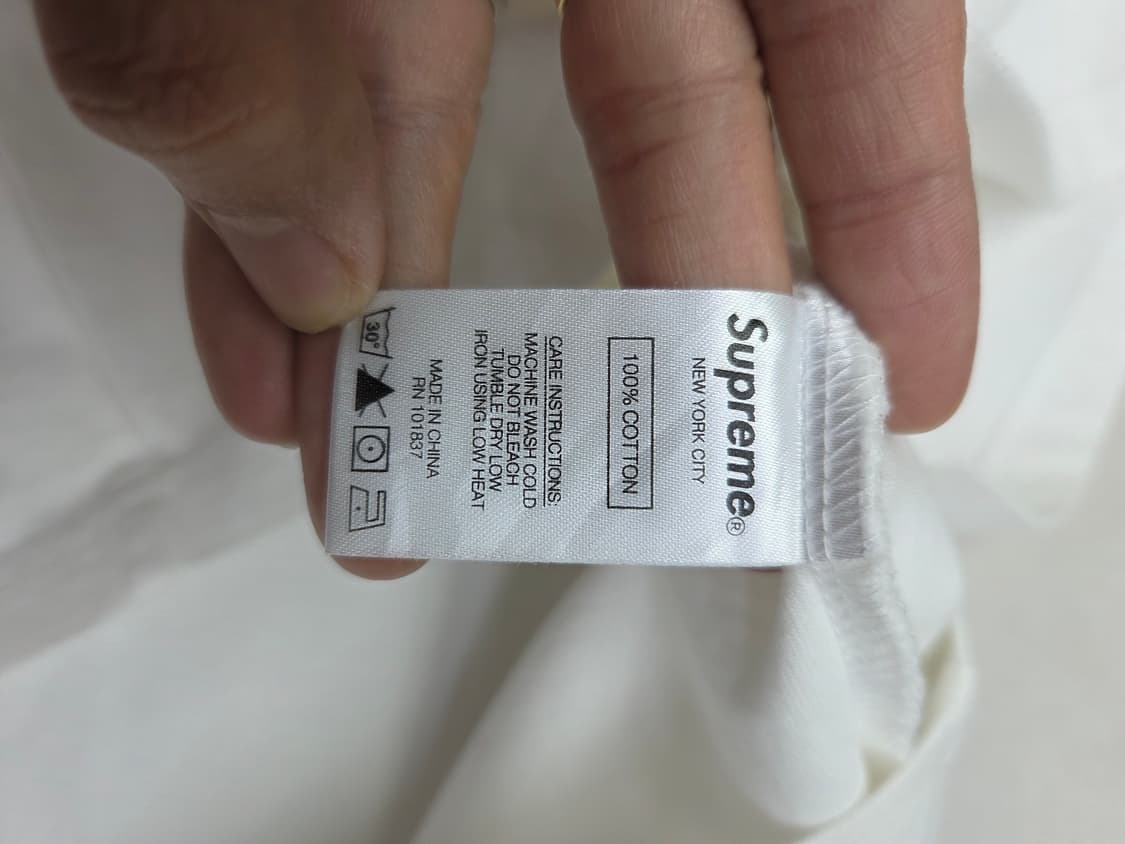 Supreme®
NEW YORK CITY
100% COTTON
CARE INSTRUCTIONS:
MACHINE WASH COLD
DO NOT BLEACH
TUMBLE DRY LOW
IRON USING LOW HEAT
MADE IN CHINA
RN 101837
30°